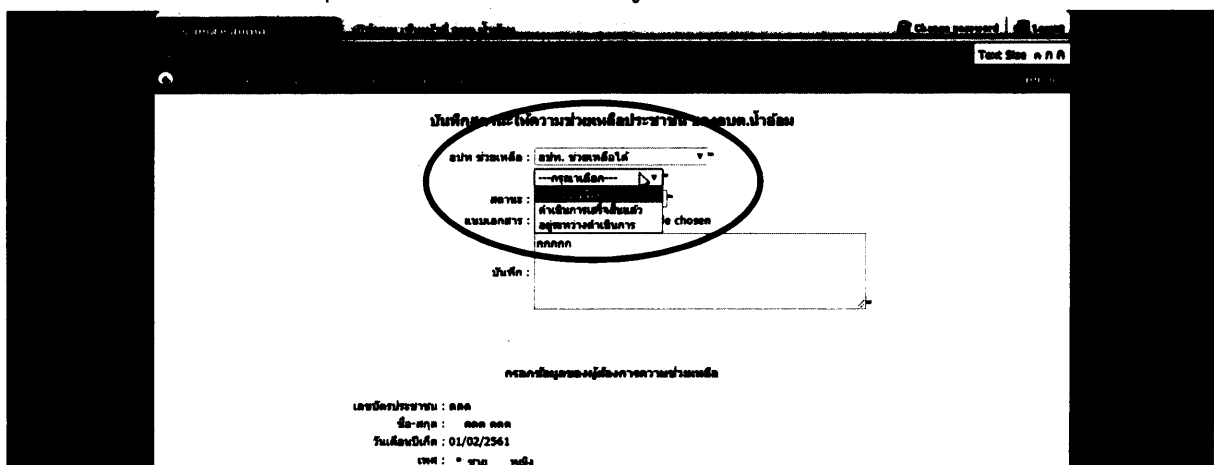 Change password
Text Size ก ก ก
บันทึกสถานะให้ความช่วยเหลือประชาชน ของอบต.น้ำอ้อม
อปท ช่วยเหลือ : อปท. ช่วยเหลือได้
---กรุณาเลือก---
สถานะ :
ดำเนินการเสร็จสิ้นแล้ว
อยู่ระหว่างดำเนินการ
แนบเอกสาร : le chosen
กกกกก
บันทึก :
กรอกข้อมูลของผู้ต้องการความช่วยเหลือ
เลขบัตรประชาชน : ดดด
ชื่อ-สกุล : ดดด ดดด
วันเดือนปีเกิด : 01/02/2561
เพศ : ชาย หญิง